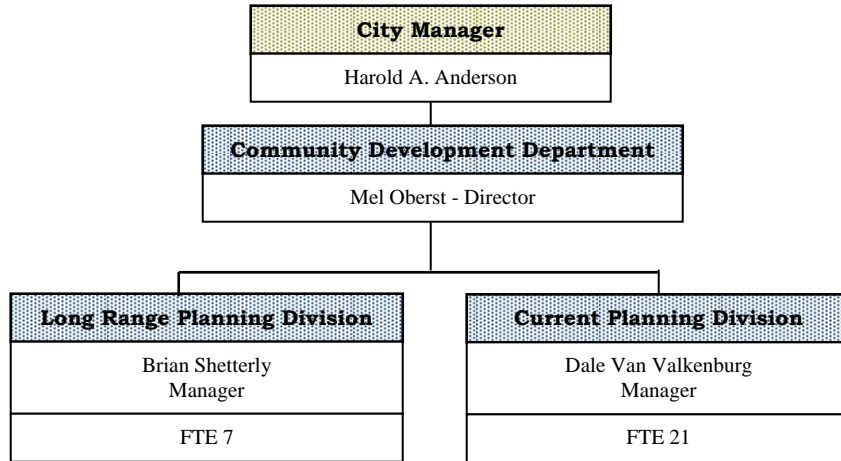 City Manager
Harold A. Anderson
Community Development Department
Mel Oberst - Director
Long Range Planning Division
Brian Shetterly
Manager
FTE 7
Current Planning Division
Dale Van Valkenburg
Manager
FTE 21